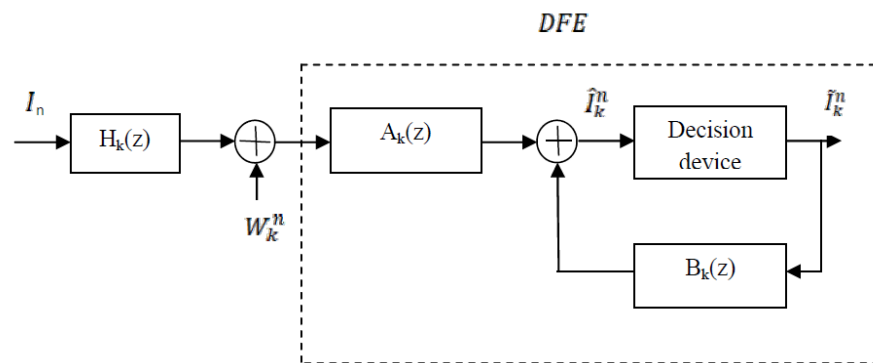 DFE
Iₙ
Hₖ(z)
Wₖⁿ
Aₖ(z)
Îₖⁿ
Decision
device
Ĩₖⁿ
Bₖ(z)